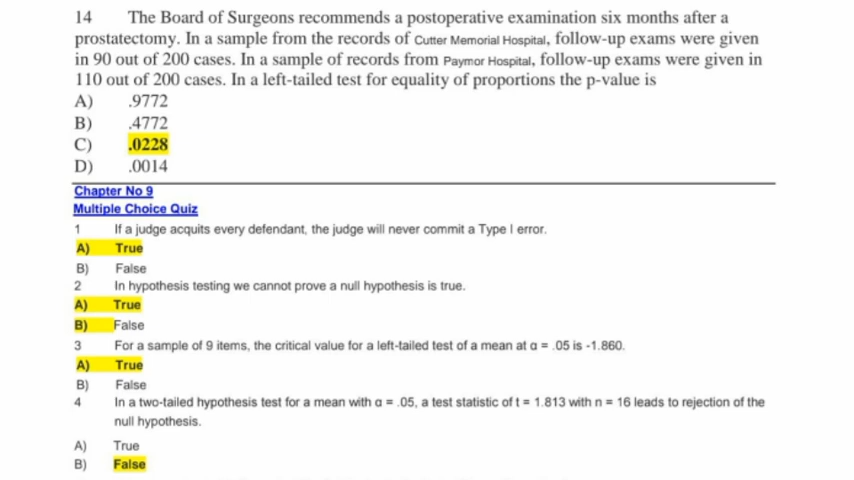 14 The Board of Surgeons recommends a postoperative examination six months after a
prostatectomy. In a sample from the records of Cutter Memorial Hospital, follow-up exams were given
in 90 out of 200 cases. In a sample of records from Paymor Hospital, follow-up exams were given in
110 out of 200 cases. In a left-tailed test for equality of proportions the p-value is
A) .9772
B) .4772
C) .0228
D) .0014
Chapter No 9
Multiple Choice Quiz
1 If a judge acquits every defendant, the judge will never commit a Type I error.
A) True
B) False
2 In hypothesis testing we cannot prove a null hypothesis is true.
A) True
B) False
3 For a sample of 9 items, the critical value for a left-tailed test of a mean at α = .05 is -1.860.
A) True
B) False
4 In a two-tailed hypothesis test for a mean with α = .05, a test statistic of t = 1.813 with n = 16 leads to rejection of the
null hypothesis.
A) True
B) False